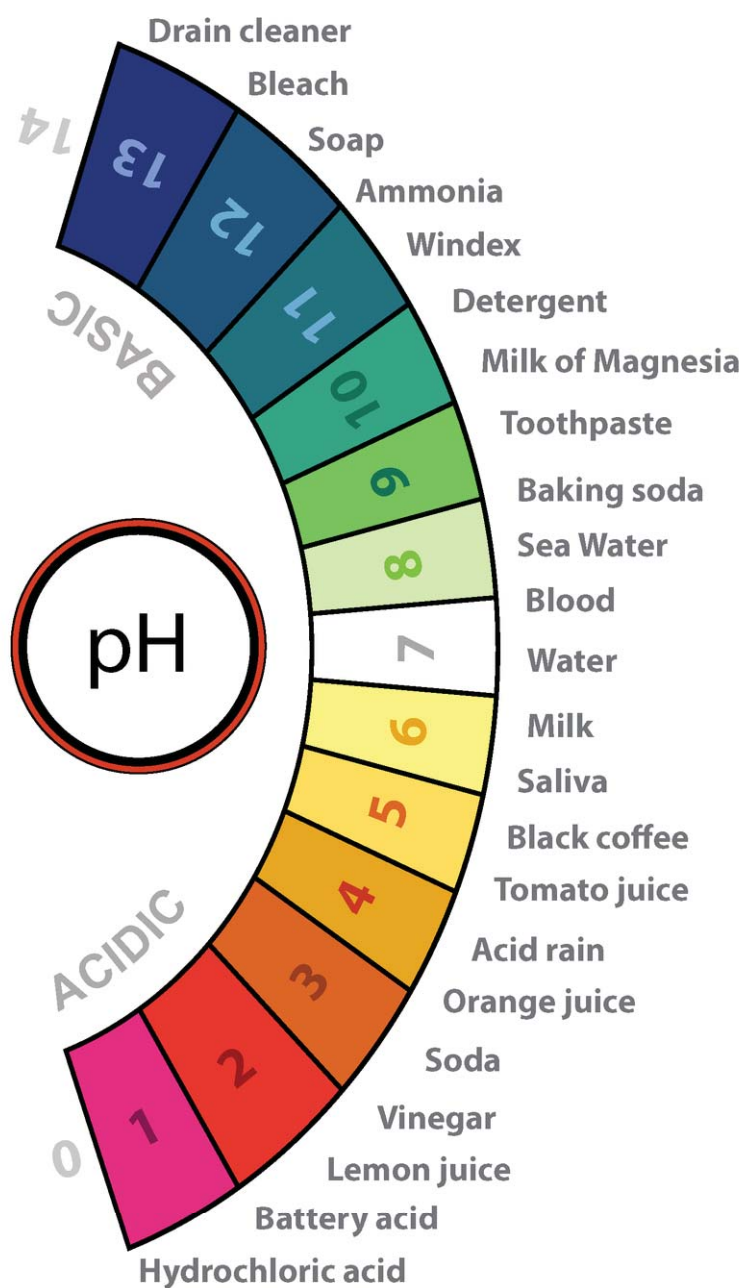 Drain cleaner
Bleach
Soap
Ammonia
Windex
Detergent
Milk of Magnesia
Toothpaste
Baking soda
Sea Water
Blood
Water
Milk
Saliva
Black coffee
Tomato juice
Acid rain
Orange juice
Soda
Vinegar
Lemon juice
Battery acid
Hydrochloric acid
14
13
12
11
10
9
8
7
6
5
4
3
2
1
0
BASIC
pH
ACIDIC